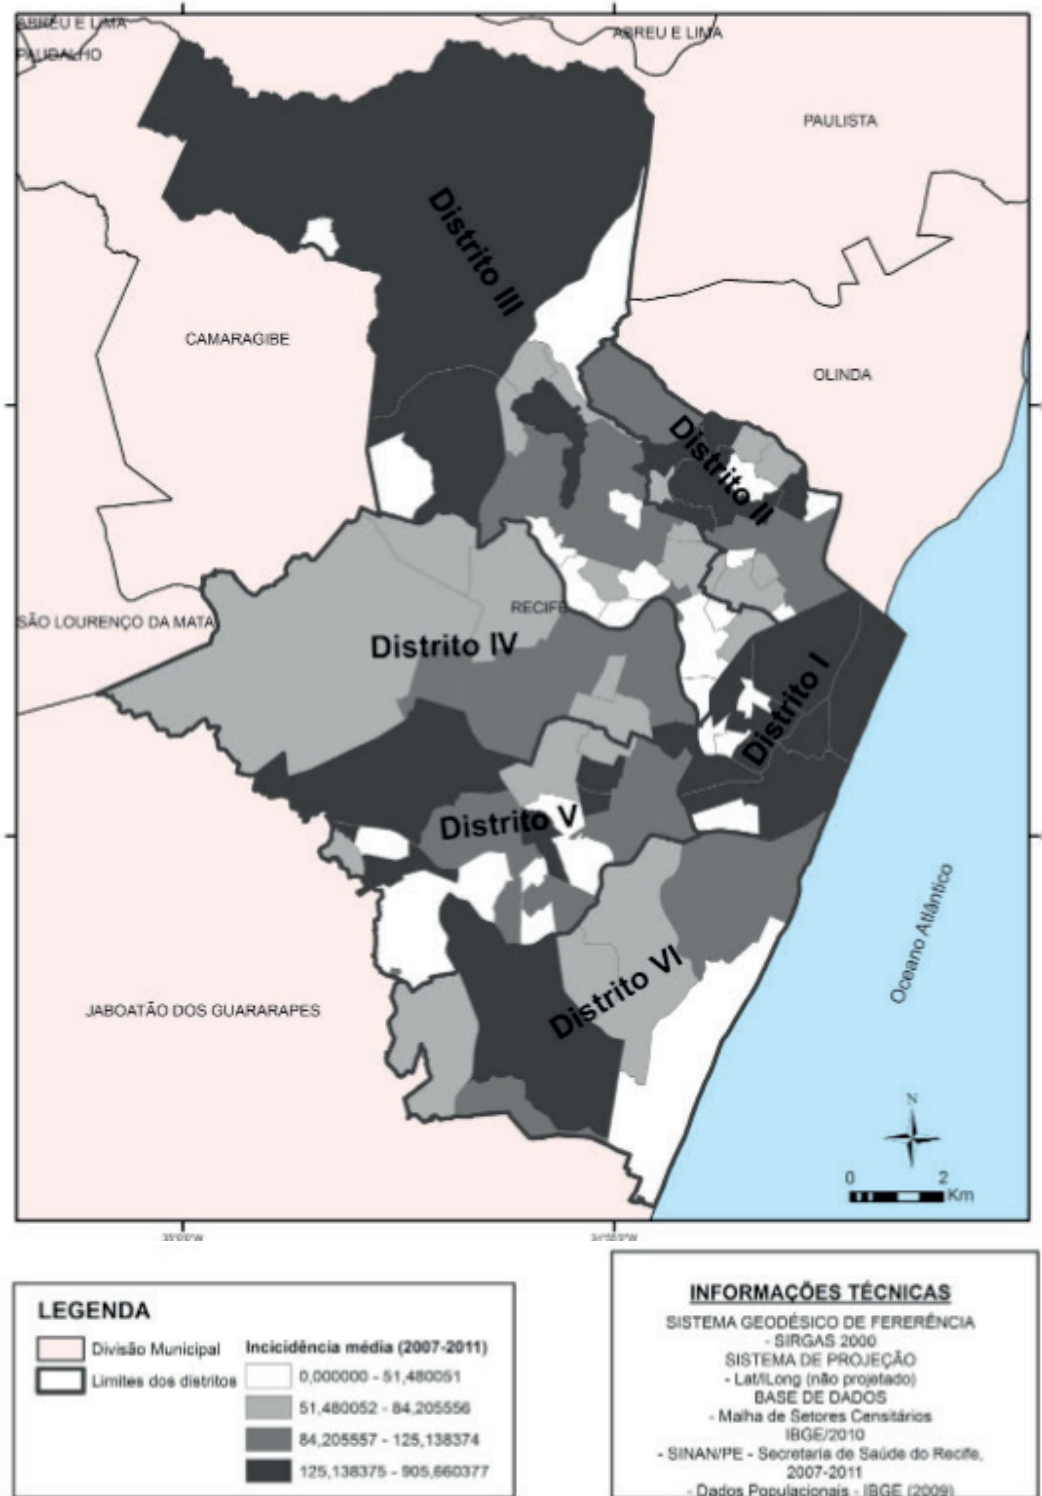 ABREU E LIMA
ABREU E LIMA
PAUDALHO
PAULISTA
Distrito III
CAMARAGIBE
OLINDA
Distrito II
RECIFE
SÃO LOURENÇO DA MATA
Distrito IV
Distrito I
Distrito V
Oceano Atlântico
Distrito VI
JABOATÃO DOS GUARARAPES
N
0 2
Km
35°0'0"W
LEGENDA
Divisão Municipal
Limites dos distritos
Incicidência média (2007-2011)
0,000000 - 51,480051
51,480052 - 84,205556
84,205557 - 125,138374
125,138375 - 905,660377
INFORMAÇÕES TÉCNICAS
SISTEMA GEODÉSICO DE FERERÊNCIA
- SIRGAS 2000
SISTEMA DE PROJEÇÃO
- Lat/ILong (não projetado)
BASE DE DADOS
- Malha de Setores Censitários
IBGE/2010
- SINAN/PE - Secretaria de Saúde do Recife,
2007-2011
- Dados Populacionais - IBGE (2009)